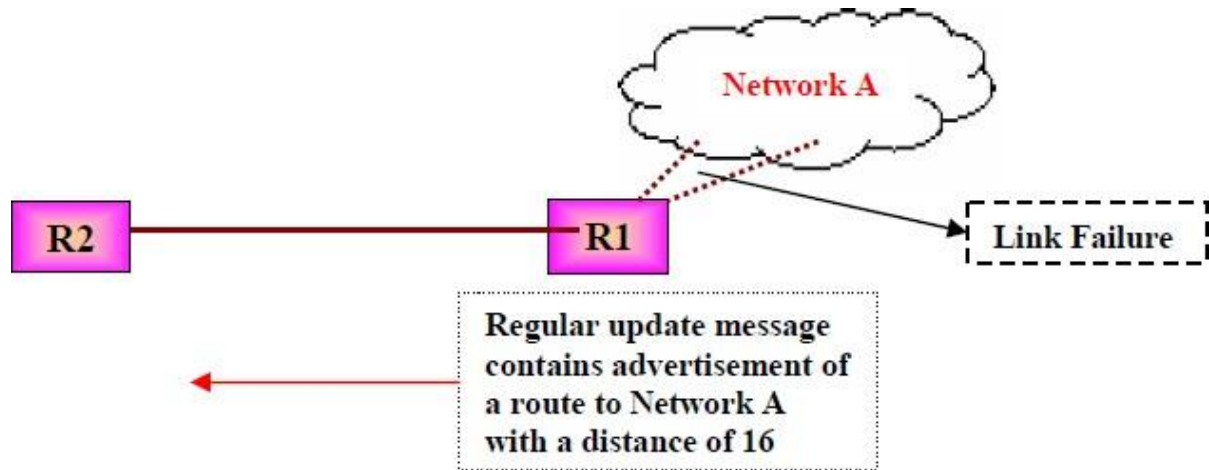 Network A
R2
R1
Link Failure
Regular update message
contains advertisement of
a route to Network A
with a distance of 16